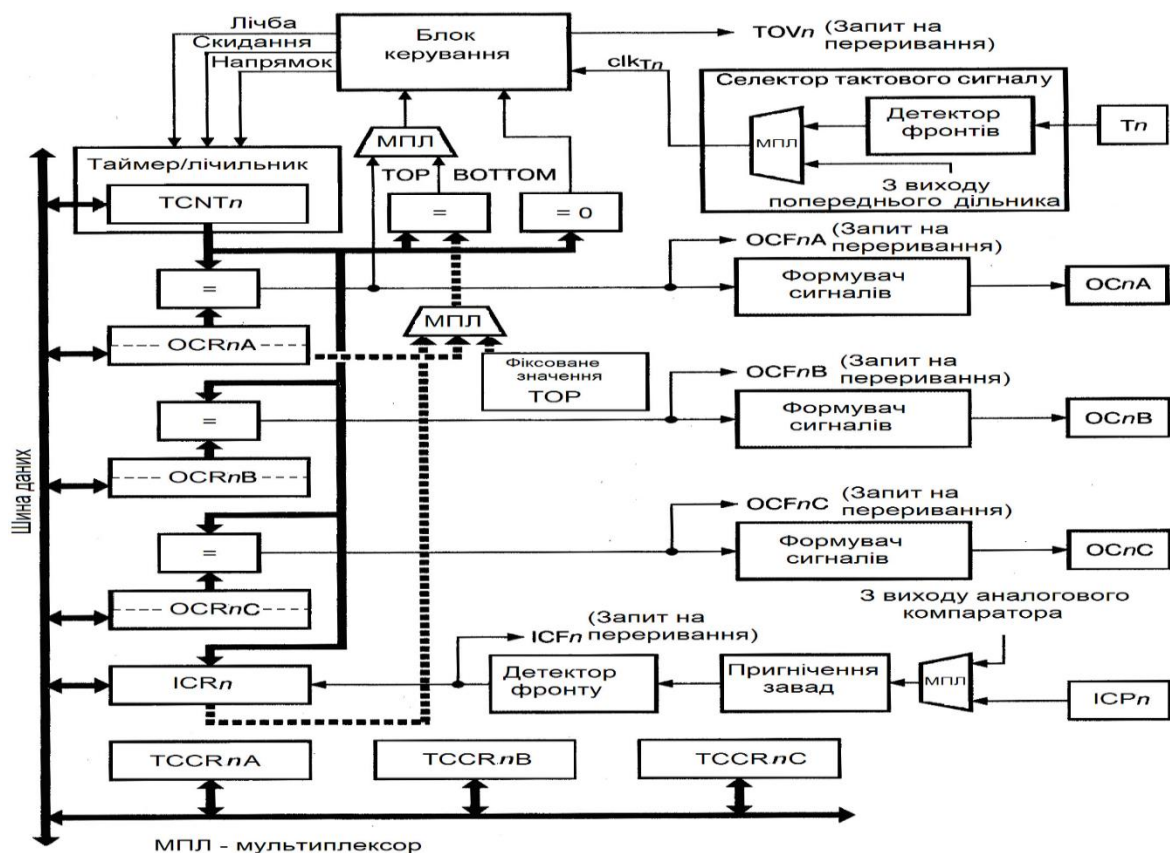 Лічба
Скидання
Напрямок
Блок
керування
TOVn (Запит на
переривання)
clkTn
Селектор тактового сигналу
Детектор
фронтів
МПЛ
Tn
З виходу
попереднього дільника
МПЛ
TOP
BOTTOM
Таймер/лічильник
TCNTn
=
= 0
OCFnA (Запит на
переривання)
=
Формувач
сигналів
OCnA
OCRnA
МПЛ
Фіксоване
значення
TOP
OCFnB (Запит на
переривання)
=
Формувач
сигналів
OCnB
OCRnB
Шина даних
OCFnC (Запит на
переривання)
=
Формувач
сигналів
OCnC
OCRnC
З виходу аналогового
компаратора
ICFn (Запит на
переривання)
ICRn
Детектор
фронту
Пригнічення
завад
МПЛ
ICPn
TCCRnA
TCCRnB
TCCRnC
МПЛ - мультиплексор